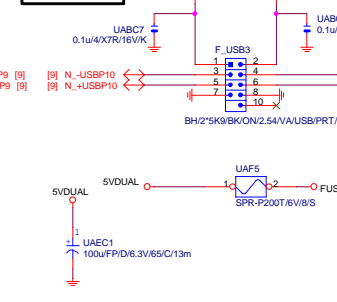 UABC7
0.1u/4/X7R/16V/K
UAB
0.1u/
F_USB3
1 2
3 4
5 6
7 8
10
P9 [9] [9] N_-USBP10
P9 [9] [9] N_+USBP10
BH/2*5K9/BK/ON/2.54/VA/USB/PRT/
UAF5
5VDUAL 1 2 FUS
SPR-P200T/6V/8/S
5VDUAL
1
+
UAEC1
100u/FP/D/6.3V/65/C/13m